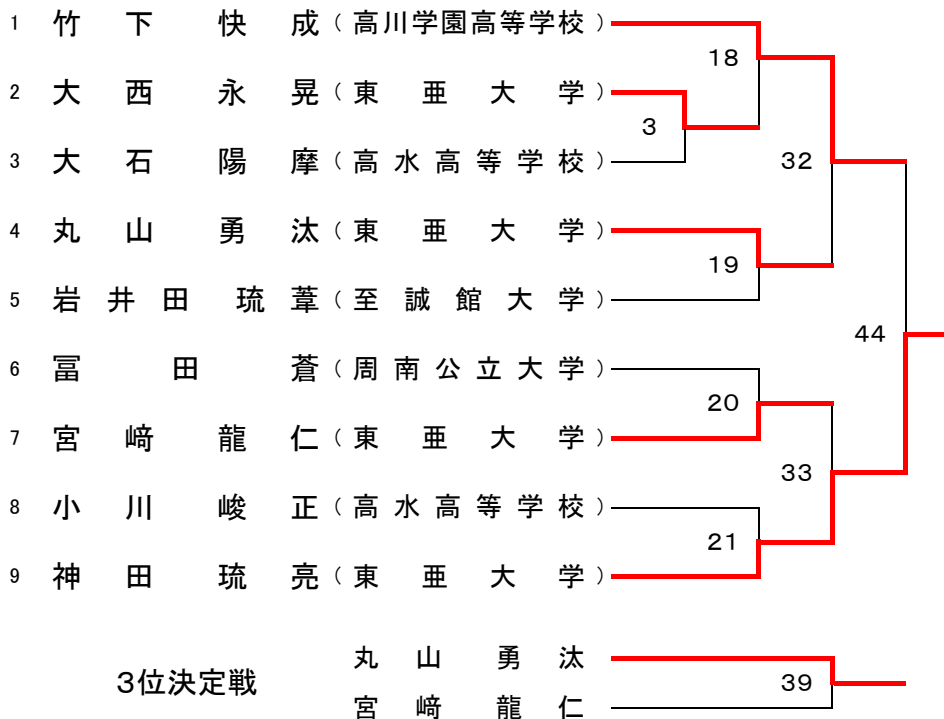 1 竹下 快成 (高川学園高等学校)
18
2 大西 永晃 (東亜大学)
3
3 大石 陽摩 (高水高等学校)
32
4 丸山 勇汰 (東亜大学)
19
5 岩井田 琉葦 (至誠館大学)
44
6 冨田 蒼 (周南公立大学)
20
7 宮﨑 龍仁 (東亜大学)
33
8 小川 峻正 (高水高等学校)
21
9 神田 琉亮 (東亜大学)
丸山 勇汰
3位決定戦
39
宮﨑 龍仁